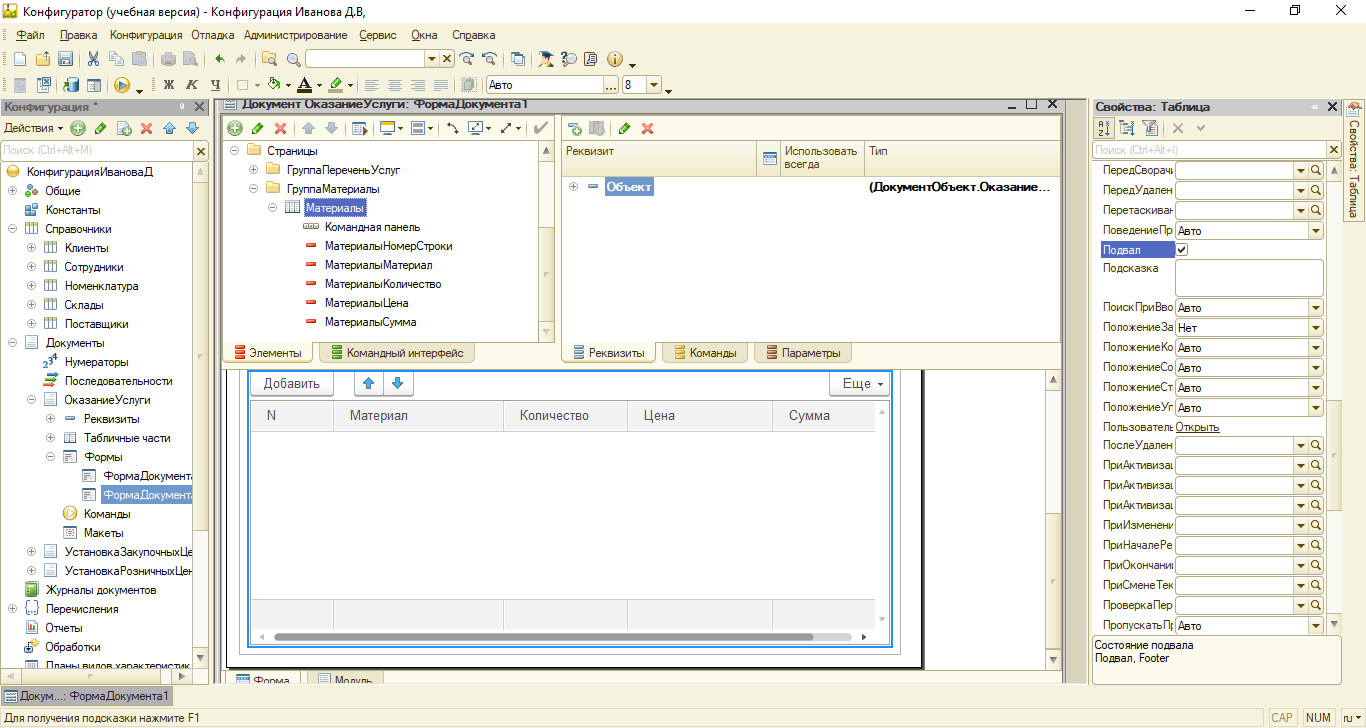 Конфигуратор (учебная версия) - Конфигурация Иванова Д.В,
Файл Правка Конфигурация Отладка Администрирование Сервис Окна Справка
Ж К Ч А Авто ... 8
Конфигурация *
Действия
Поиск (Ctrl+Alt+M)
КонфигурацияИвановаД
Общие
Константы
Справочники
Клиенты
Сотрудники
Номенклатура
Склады
Поставщики
Документы
Нумераторы
Последовательности
ОказаниеУслуги
Реквизиты
Табличные части
Формы
ФормаДокумента
ФормаДокумента
Команды
Макеты
УстановкаЗакупочныхЦе
УстановкаРозничныхЦен
Журналы документов
Перечисления
Отчеты
Обработки
Планы видов характеристик
Документ ОказаниеУслуги: ФормаДокумента1
Страницы
ГруппаПереченьУслуг
ГруппаМатериалы
Материалы
Командная панель
МатериалыНомерСтроки
МатериалыМатериал
МатериалыКоличество
МатериалыЦена
МатериалыСумма
Элементы Командный интерфейс
Реквизит Использовать всегда Тип
Объект (ДокументОбъект.Оказание...
Реквизиты Команды Параметры
Добавить Еще
N Материал Количество Цена Сумма
Форма Модуль
Свойства: Таблица
Поиск (Ctrl+Alt+I)
ПередСворачи
ПередУдален
Перетаскиван
ПоведениеПр Авто
Подвал
Подсказка
ПоискПриВво Авто
ПоложениеЗа Нет
ПоложениеКо Авто
ПоложениеСо Авто
ПоложениеСт Авто
ПоложениеУп Авто
Пользователь Открыть
ПослеУдален
ПриАктивизац
ПриАктивизац
ПриАктивизац
ПриИзменени
ПриНачалеРе
ПриОкончани
ПриСменеТек
ПроверкаПер
ПропускатьПр Авто
Состояние подвала
Подвал, Footer
Свойства: Таблица
Докум...: ФормаДокумента1
Для получения подсказки нажмите F1
CAP NUM ru